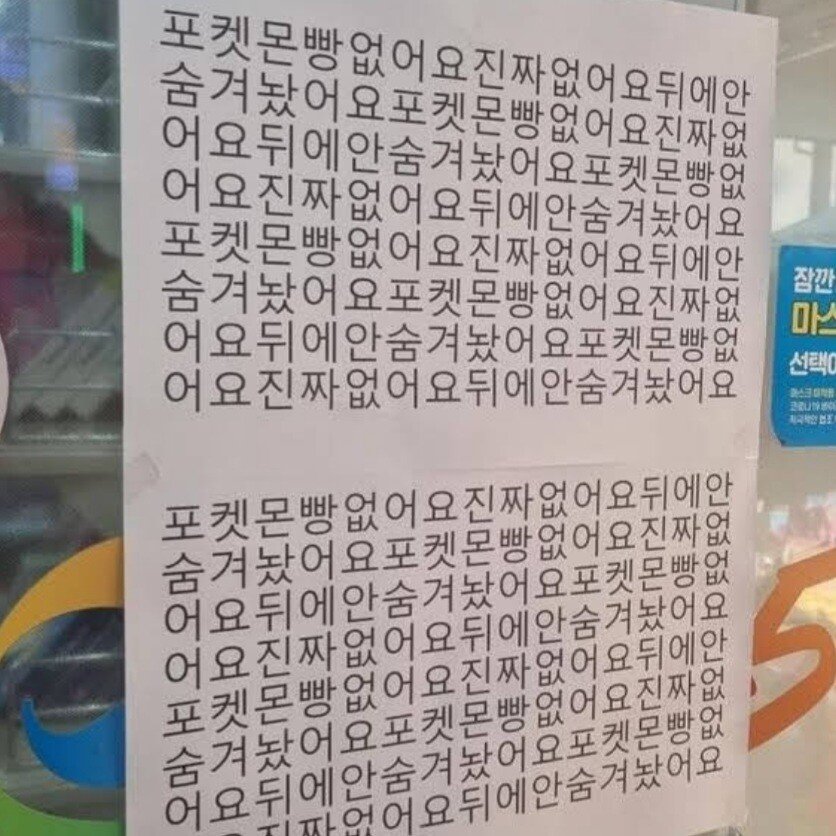 포켓몬빵없어요진짜없어요뒤에안
숨겨놨어요포켓몬빵없어요진짜없
어요뒤에안숨겨놨어요포켓몬빵없
어요진짜없어요뒤에안숨겨놨어요
포켓몬빵없어요진짜없어요뒤에안
숨겨놨어요포켓몬빵없어요진짜없
어요뒤에안숨겨놨어요포켓몬빵없
어요진짜없어요뒤에안숨겨놨어요
포켓몬빵없어요진짜없어요뒤에안
숨겨놨어요포켓몬빵없어요진짜없
어요뒤에안숨겨놨어요포켓몬빵없
어요진짜없어요뒤에안숨겨놨어요
포켓몬빵없어요진짜없어요뒤에안
숨겨놨어요포켓몬빵없어요진짜없
어요뒤에안숨겨놨어요포켓몬빵없
어요진짜없어요뒤에안숨겨놨어요
잠깐
마스
선택이
5